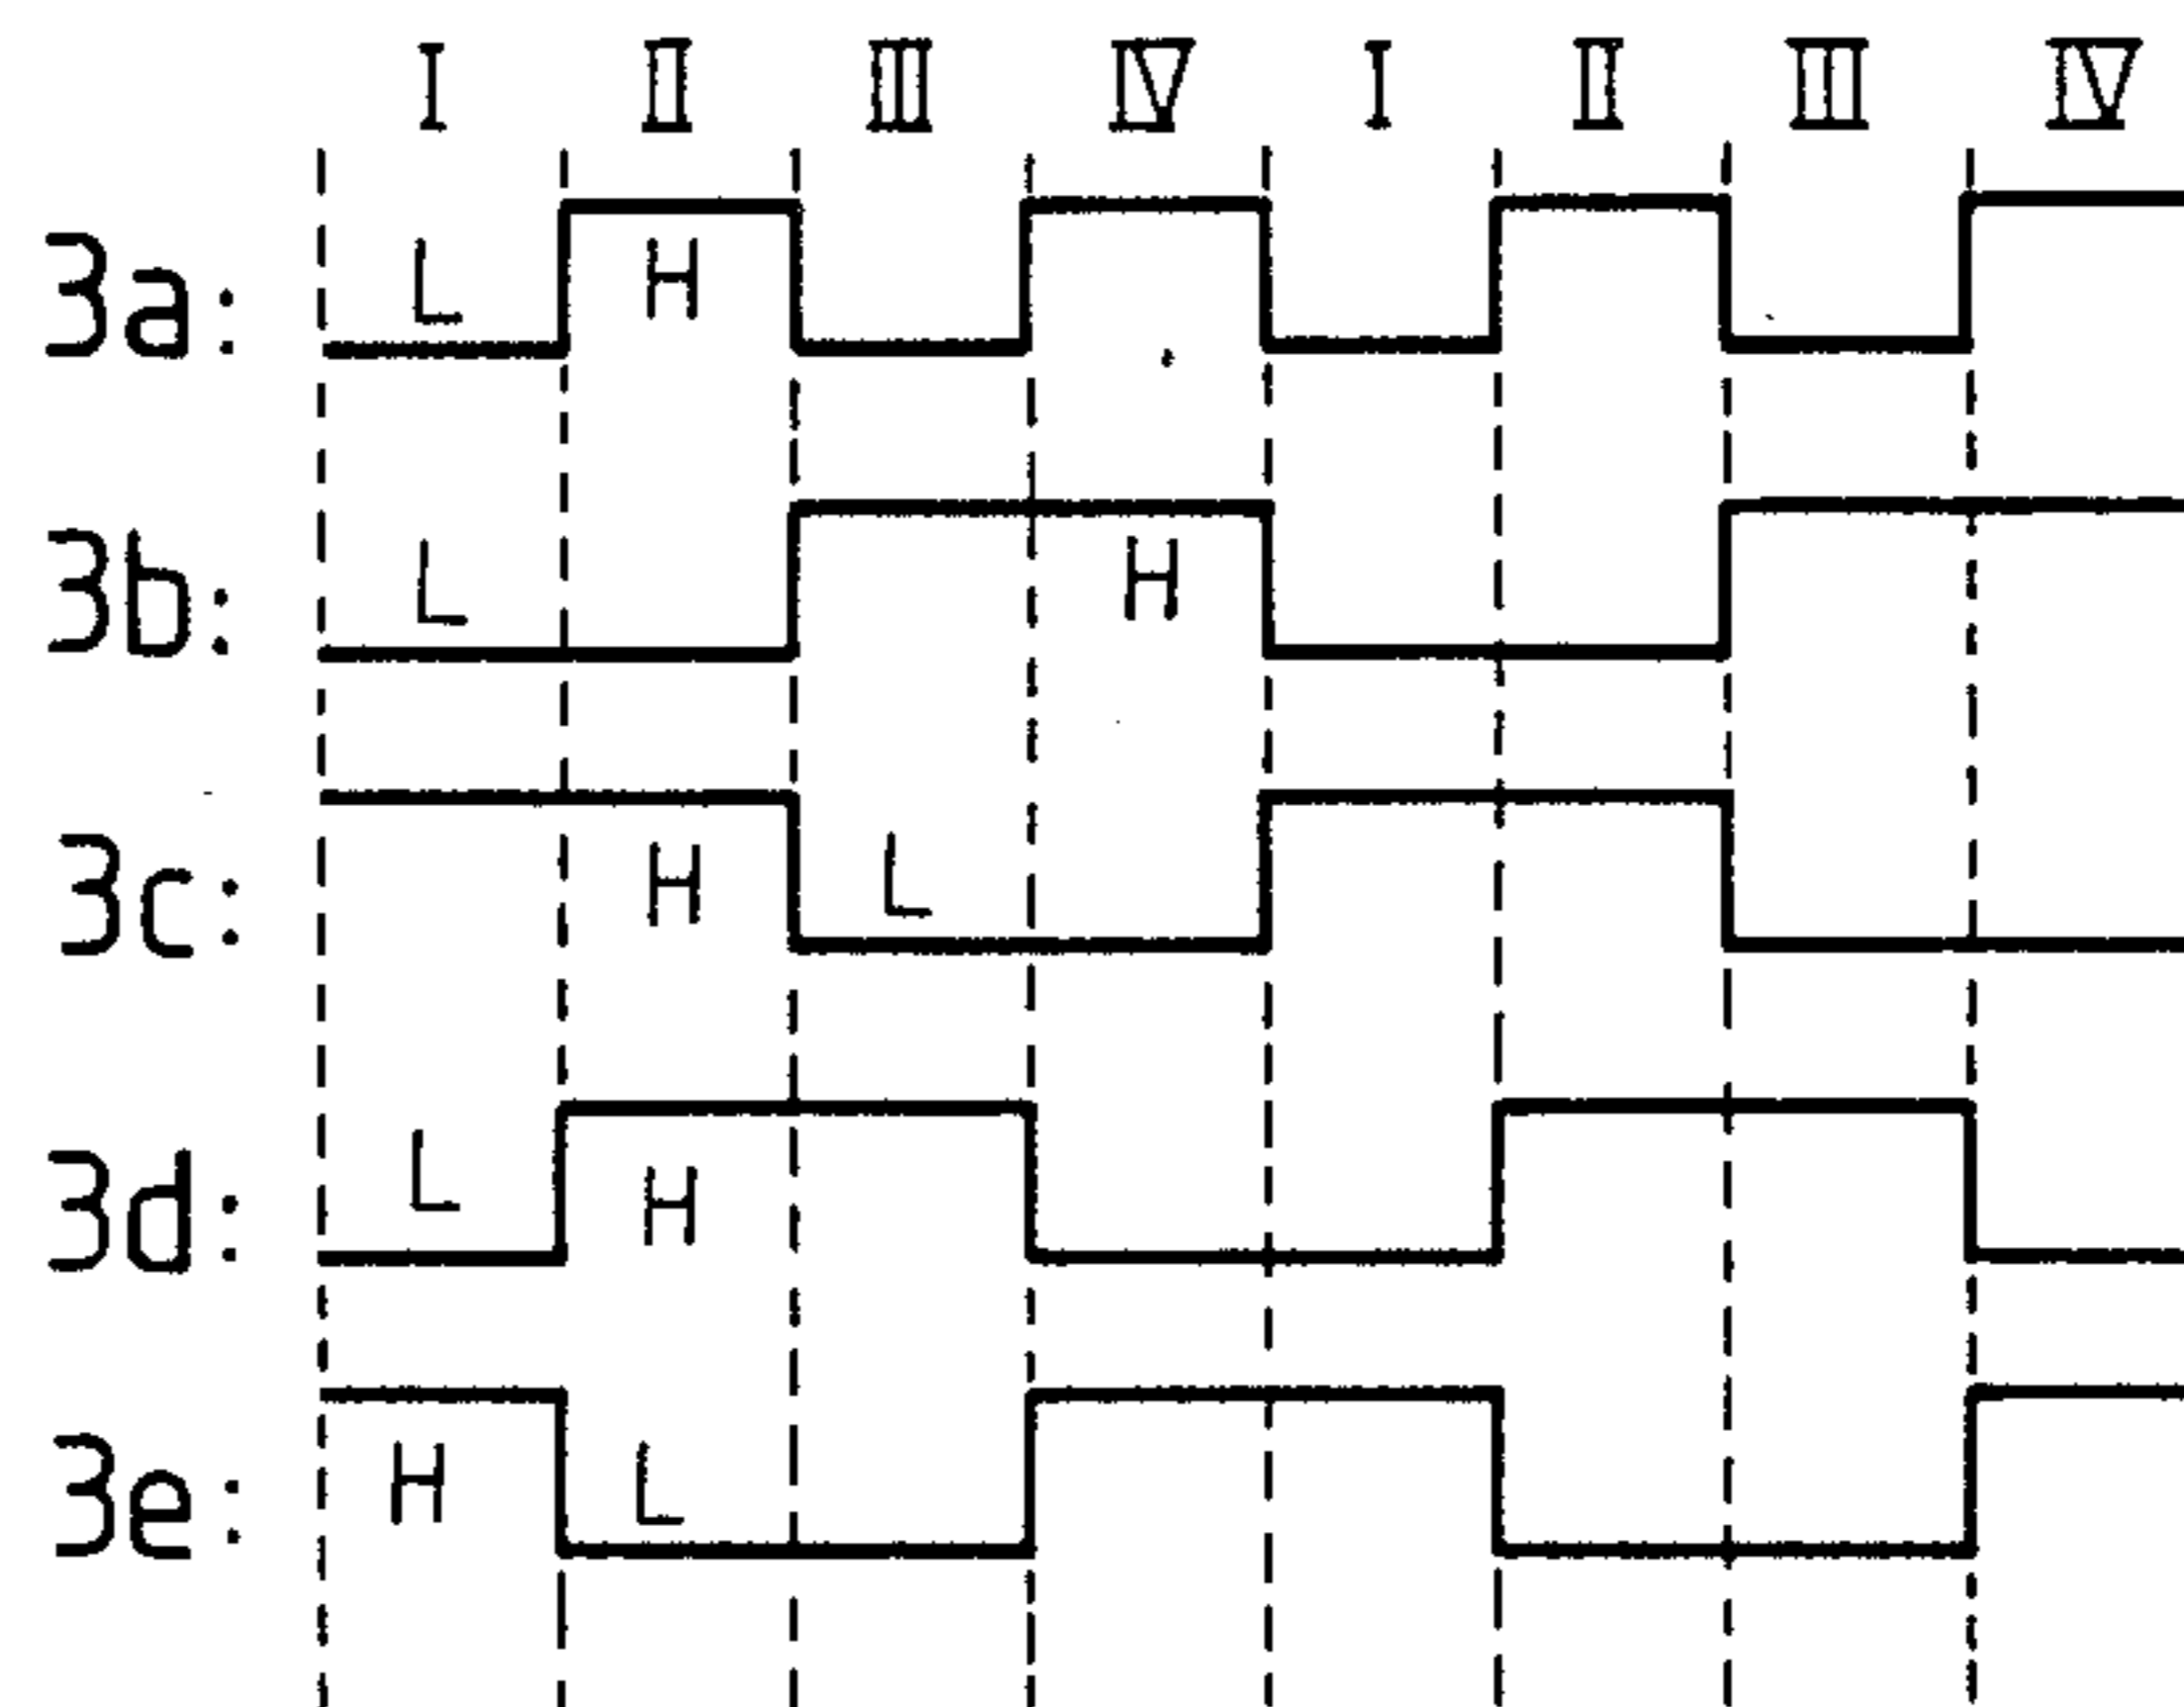 I II III IV I II III IV
3a: L H
3b: L H
3c: H L
3d: L H
3e: H L